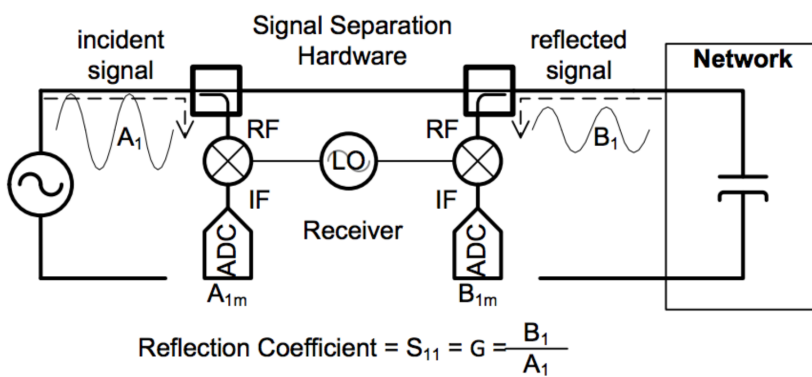 incident
signal
Signal Separation
Hardware
reflected
signal
Network
A1
RF
RF
B1
LO
IF
IF
Receiver
ADC
ADC
A1m
B1m
Reflection Coefficient = S11 = G = B1
A1